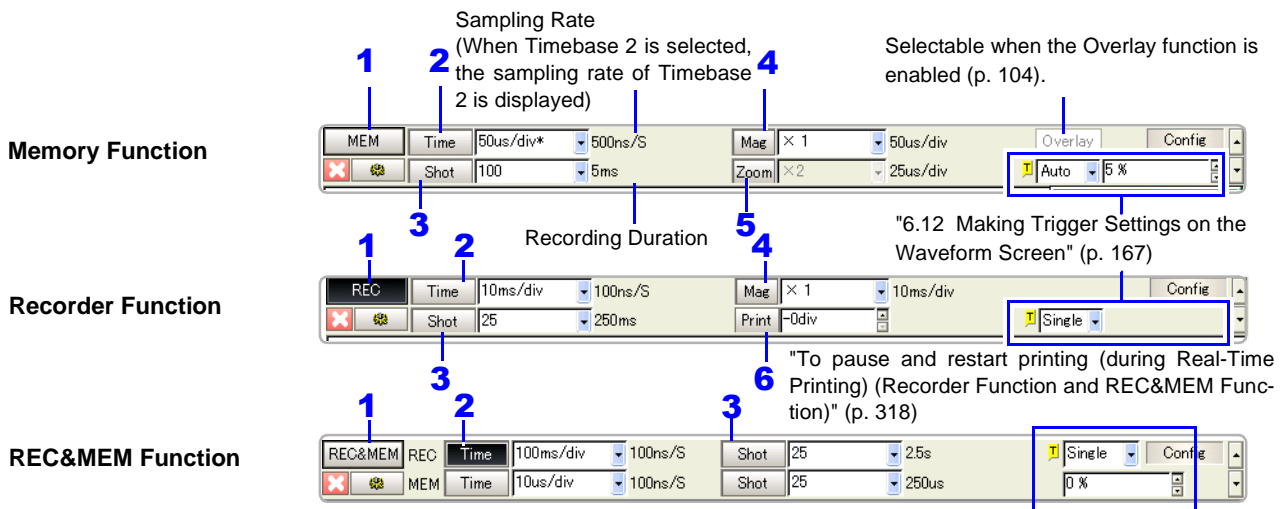 Sampling Rate
(When Timebase 2 is selected,
the sampling rate of Timebase
2 is displayed)
Selectable when the Overlay function is
enabled (p. 104).
1
2
4
Memory Function
MEM
Time
50us/div*
500ns/S
Mag
× 1
50us/div
Overlay
Config
Shot
100
5ms
Zoom
×2
25us/div
T
Auto
5 %
3
Recording Duration
5
"6.12 Making Trigger Settings on the
Waveform Screen" (p. 167)
1
2
4
Recorder Function
REC
Time
10ms/div
100ns/S
Mag
× 1
10ms/div
Config
Shot
25
250ms
Print
-0div
T
Single
3
6
"To pause and restart printing (during Real-Time
Printing) (Recorder Function and REC&MEM Func-
tion)" (p. 318)
1
2
3
REC&MEM Function
REC&MEM
REC
Time
100ms/div
100ns/S
Shot
25
2.5s
T
Single
Config
MEM
Time
10us/div
100ns/S
Shot
25
250us
0 %